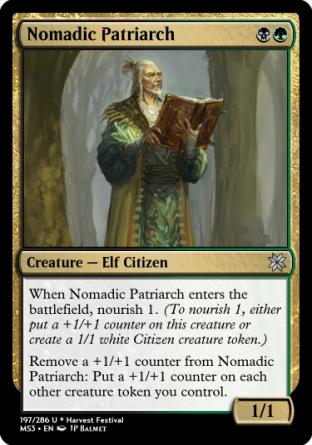 Nomadic Patriarch
Creature — Elf Citizen
When Nomadic Patriarch enters the
battlefield, nourish 1. (To nourish 1, either
put a +1/+1 counter on this creature or
create a 1/1 white Citizen creature token.)
Remove a +1/+1 counter from Nomadic
Patriarch: Put a +1/+1 counter on each
other creature token you control.
1/1
197/286 U * Harvest Festival
MS3 • EN JP Balmet